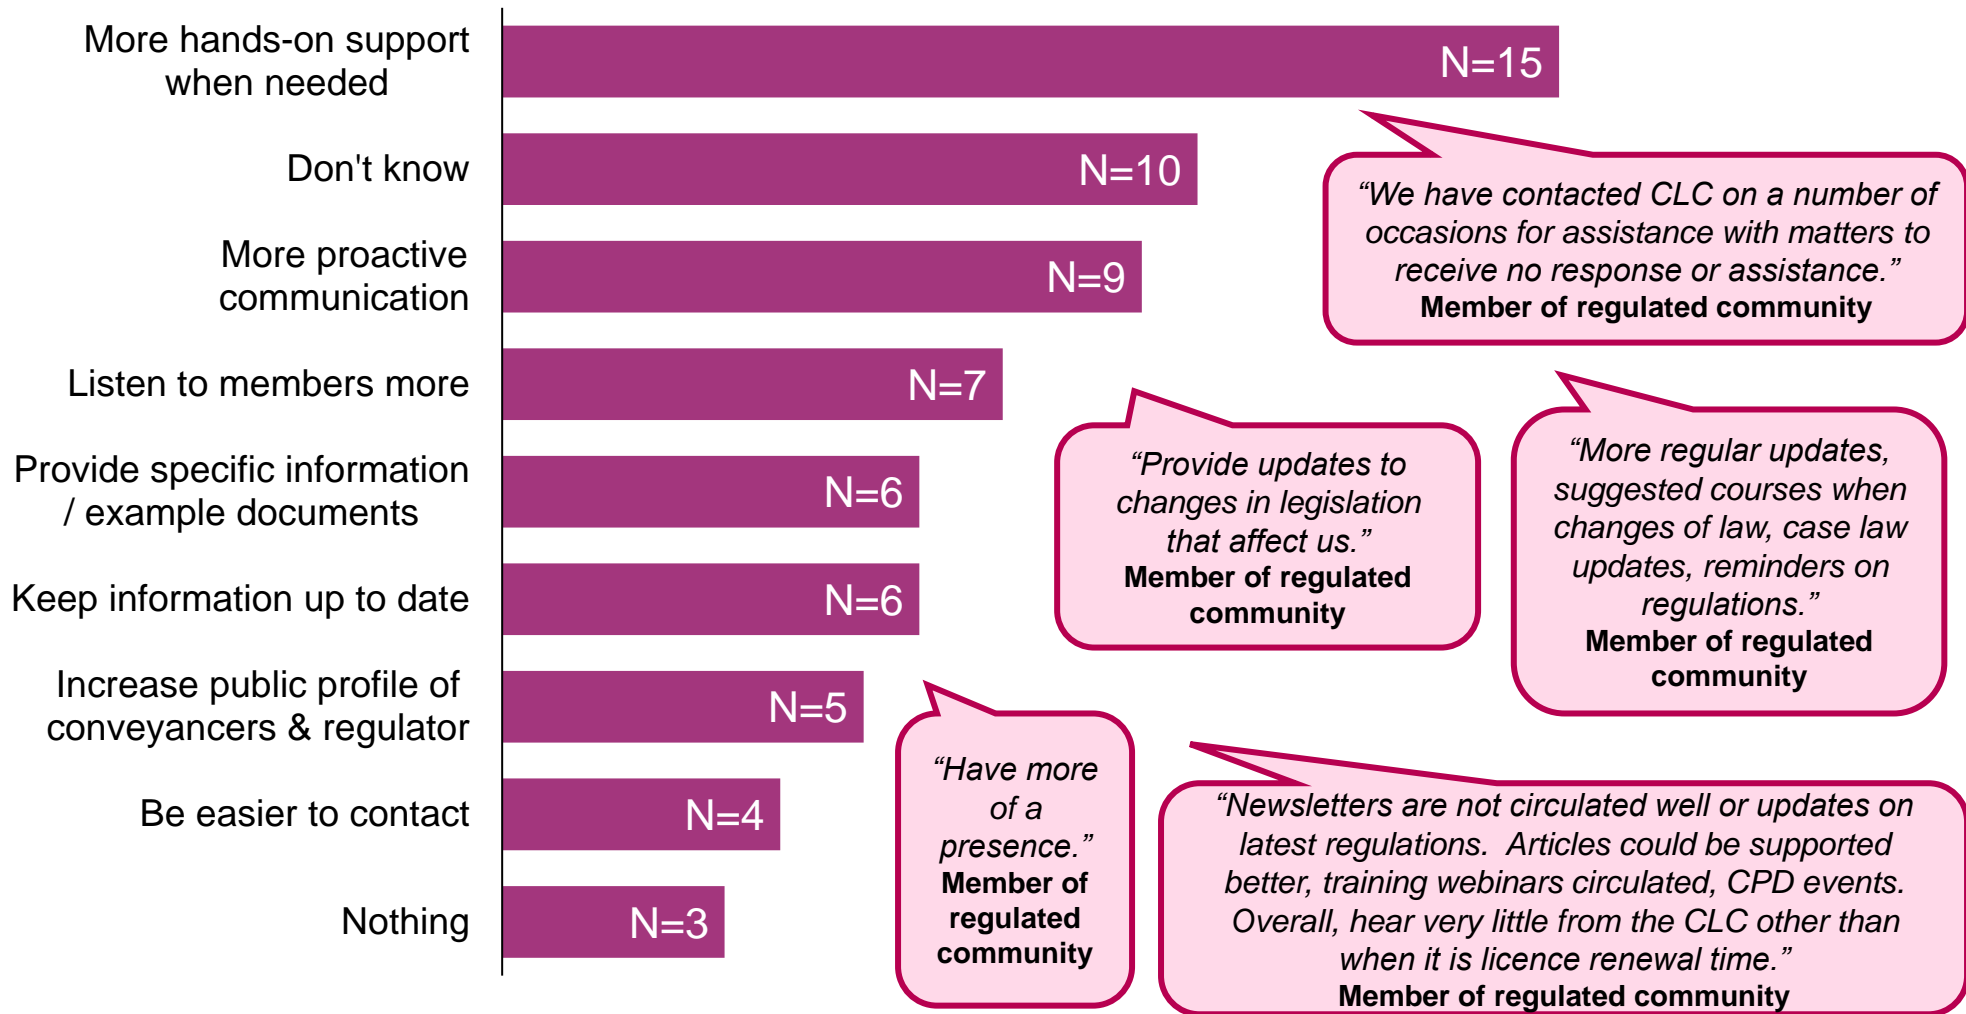 More hands-on support
when needed
N=15
Don't know
N=10
More proactive
communication
N=9
Listen to members more
N=7
Provide specific information
/ example documents
N=6
Keep information up to date
N=6
Increase public profile of
conveyancers & regulator
N=5
Be easier to contact
N=4
Nothing
N=3
“We have contacted CLC on a number of
occasions for assistance with matters to
receive no response or assistance.”
Member of regulated community
“Provide updates to
changes in legislation
that affect us.”
Member of regulated
community
“More regular updates,
suggested courses when
changes of law, case law
updates, reminders on
regulations.”
Member of regulated
community
“Have more
of a
presence.”
Member of
regulated
community
“Newsletters are not circulated well or updates on
latest regulations.  Articles could be supported
better, training webinars circulated, CPD events.
Overall, hear very little from the CLC other than
when it is licence renewal time.”
Member of regulated community